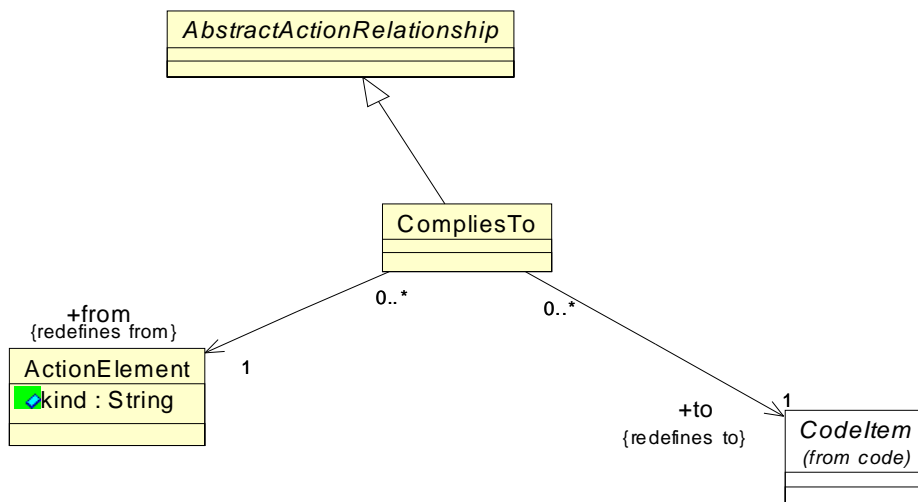 AbstractActionRelationship
CompliesTo
0..*
0..*
+from
{redefines from}
1
ActionElement
kind : String
1
+to
{redefines to}
CodeItem
(from code)